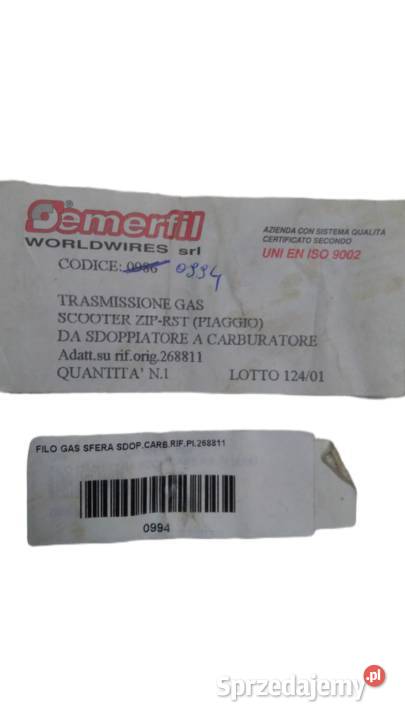 Semerfil
WORLDWIRES srl
AZIENDA CON SISTEMA QUALITÀ
CERTIFICATO SECONDO
UNI EN ISO 9002
CODICE: 0986 0994
TRASMISSIONE GAS
SCOOTER ZIP-RST (PIAGGIO)
DA SDOPPIATORE A CARBURATORE
Adatt.su rif.orig.268811
QUANTITA' N.1 LOTTO 124/01
FILO GAS SFERA SDOP.CARB.RIF.PI.268811
0994
Sprzedajemy.pl